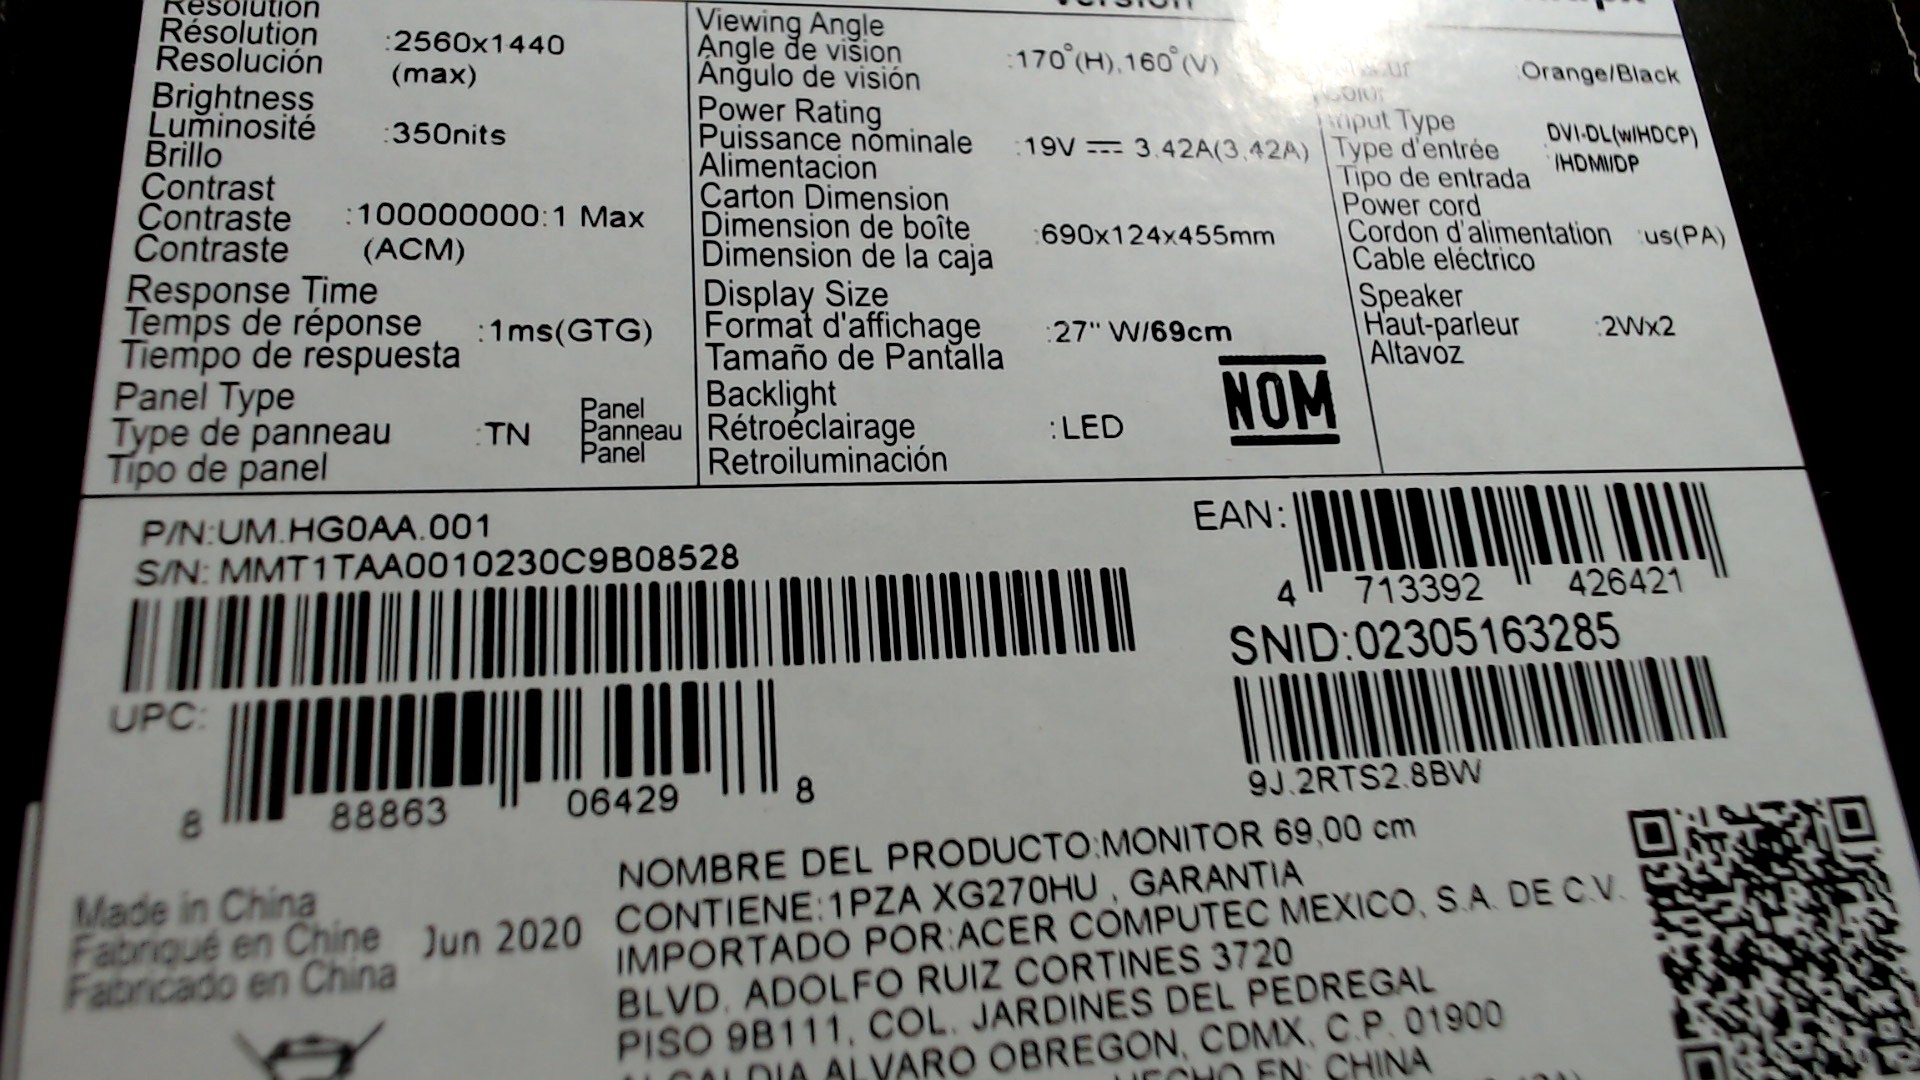 Resolution
Résolution
Resolución
:2560x1440
(max)
Brightness
Luminosité
Brillo
:350nits
Contrast
Contraste
Contraste
:100000000:1 Max
(ACM)
Response Time
Temps de réponse
Tiempo de respuesta
:1ms(GTG)
Panel Type
Type de panneau
Tipo de panel
:TN
Panel
Panneau
Panel
Viewing Angle
Angle de vision
Ángulo de visión
:170°(H),160°(V)
Power Rating
Puissance nominale
Alimentacion
:19V ⎓ 3.42A(3.42A)
Carton Dimension
Dimension de boîte
Dimension de la caja
:690x124x455mm
Display Size
Format d'affichage
Tamaño de Pantalla
:27" W/69cm
Backlight
Rétroéclairage
Retroiluminación
:LED
NOM
:Orange/Black
Input Type
Type d'entrée
Tipo de entrada
DVI-DL(w/HDCP)
/HDMI/DP
Power cord
Cordon d'alimentation
Cable eléctrico
:us(PA)
Speaker
Haut-parleur
Altavoz
:2Wx2
P/N:UM.HG0AA.001
S/N: MMT1TAA0010230C9B08528
UPC:
8 88863 06429 8
EAN:
4 713392 426421
SNID:02305163285
9J.2RTS2.8BW
Made in China
Fabriqué en Chine
Fabricado en China
Jun 2020
NOMBRE DEL PRODUCTO:MONITOR 69,00 cm
CONTIENE:1PZA XG270HU , GARANTIA
IMPORTADO POR:ACER COMPUTEC MEXICO, S.A. DE C.V.
BLVD. ADOLFO RUIZ CORTINES 3720
PISO 9B111, COL. JARDINES DEL PEDREGAL
ALCALDIA ALVARO OBREGON, CDMX, C.P. 01900
HECHO EN: CHINA